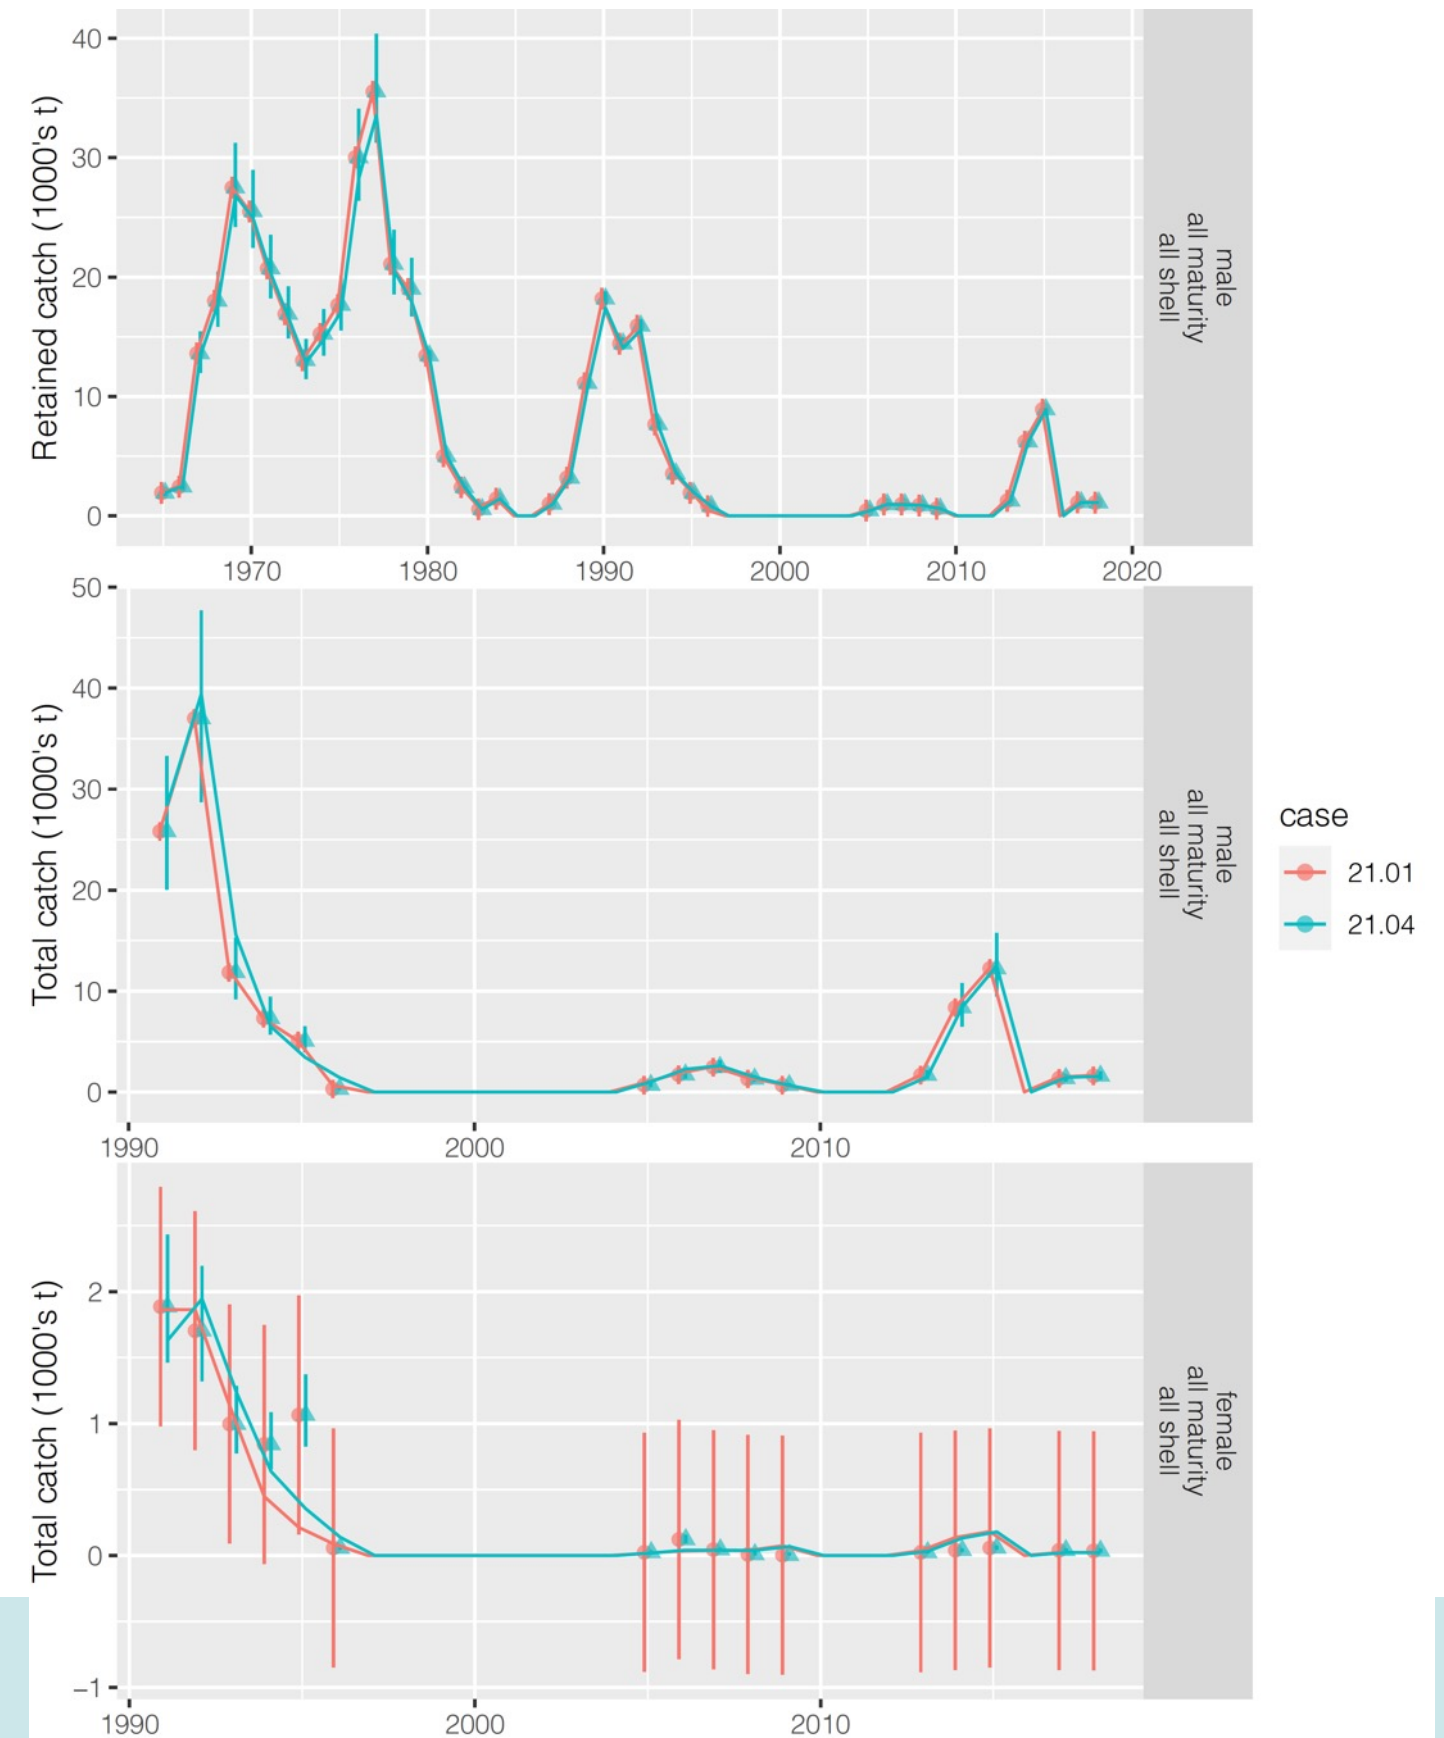 Retained catch (1000's t)
40
30
20
10
0
1970 1980 1990 2000 2010 2020
male
all maturity
all shell
Total catch (1000's t)
50
40
30
20
10
0
1990 2000 2010
male
all maturity
all shell
case
21.01
21.04
Total catch (1000's t)
2
1
0
−1
1990 2000 2010
female
all maturity
all shell